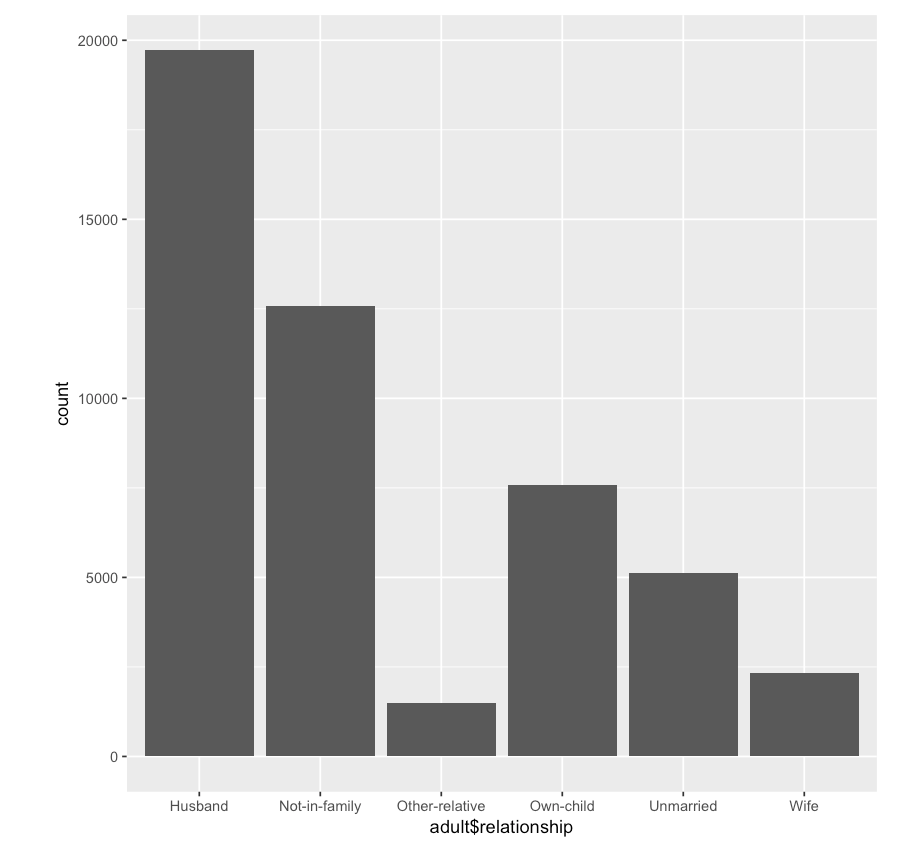 20000
15000
10000
5000
0
count
Husband Not-in-family Other-relative Own-child Unmarried Wife
adult$relationship